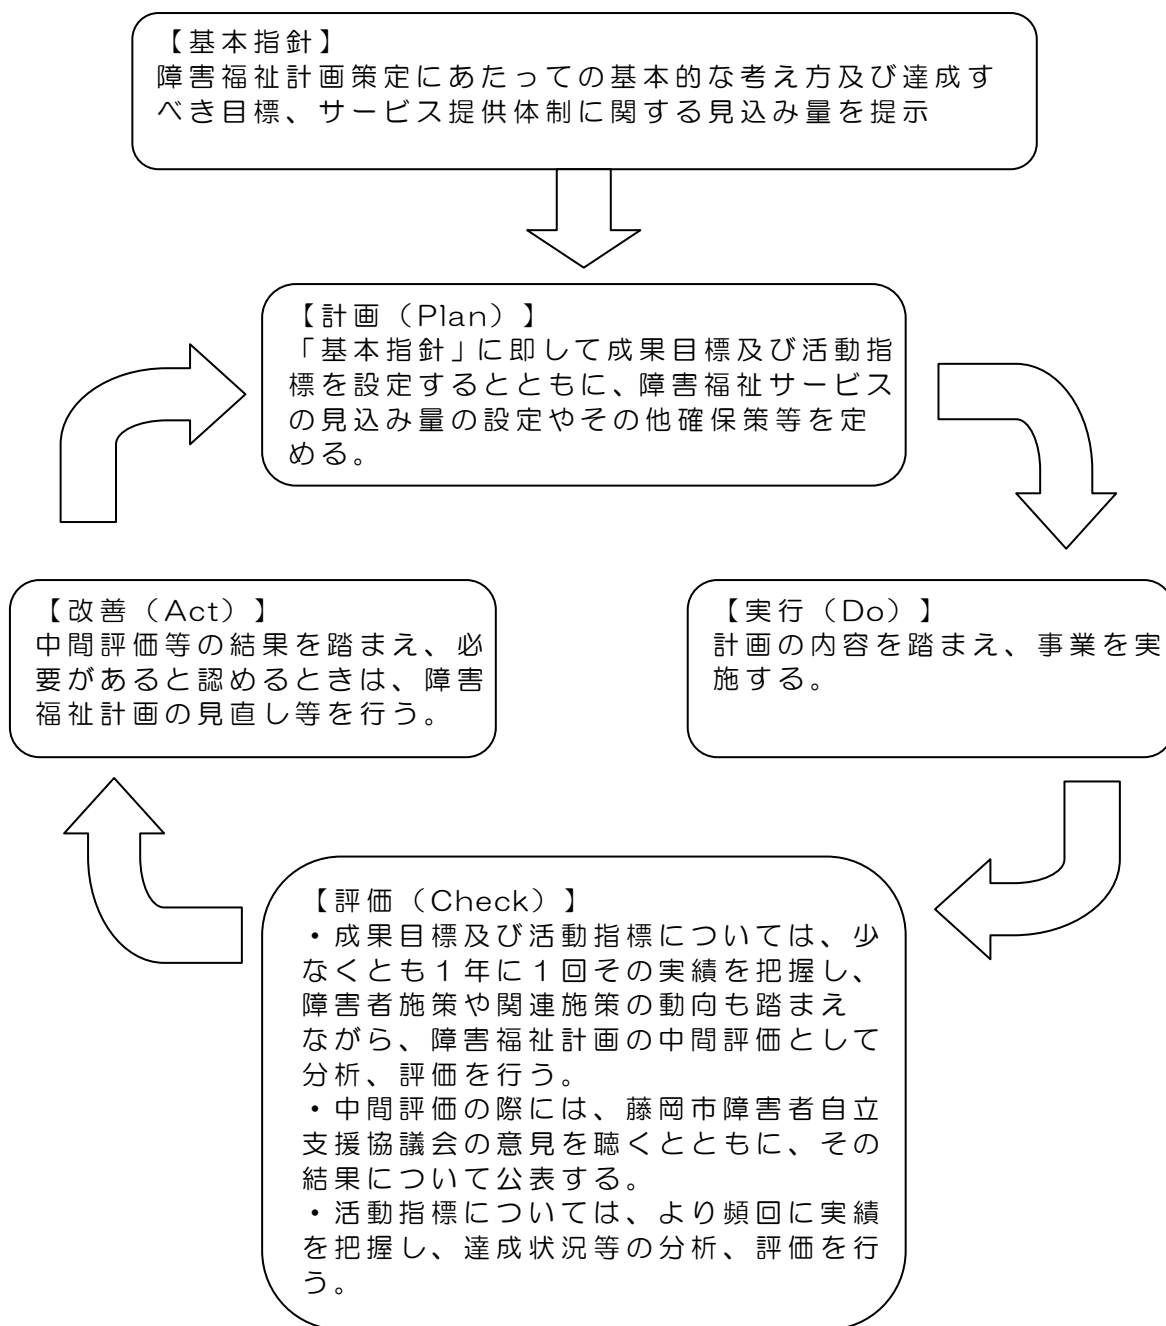 【基本指針】
障害福祉計画策定にあたっての基本的な考え方及び達成す
べき目標、サービス提供体制に関する見込み量を提示
【計画（Plan）】
「基本指針」に即して成果目標及び活動指
標を設定するとともに、障害福祉サービス
の見込み量の設定やその他確保策等を定
める。
【改善（Act）】
中間評価等の結果を踏まえ、必
要があると認めるときは、障害
福祉計画の見直し等を行う。
【実行（Do）】
計画の内容を踏まえ、事業を実
施する。
【評価（Check）】
・成果目標及び活動指標については、少
なくとも１年に１回その実績を把握し、
障害者施策や関連施策の動向も踏まえ
ながら、障害福祉計画の中間評価として
分析、評価を行う。
・中間評価の際には、藤岡市障害者自立
支援協議会の意見を聴くとともに、その
結果について公表する。
・活動指標については、より頻回に実績
を把握し、達成状況等の分析、評価を行
う。